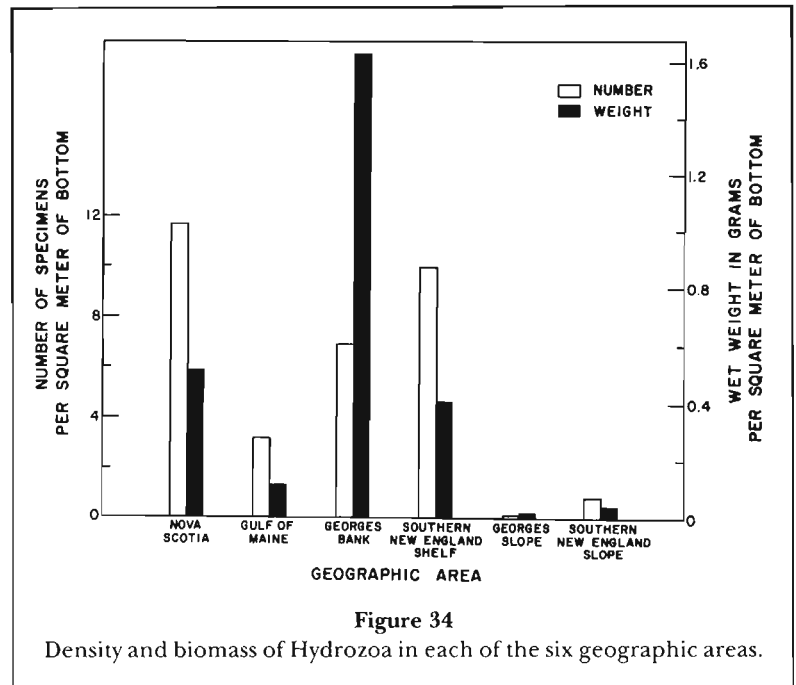 NUMBER OF SPECIMENS
PER SQUARE METER OF BOTTOM
12
8
4
0
NUMBER
WEIGHT
1.6
1.2
0.8
0.4
0
WET WEIGHT IN GRAMS
PER SQUARE METER OF BOTTOM
NOVA
SCOTIA
GULF OF
MAINE
GEORGES
BANK
SOUTHERN
NEW ENGLAND
SHELF
GEORGES
SLOPE
SOUTHERN
NEW ENGLAND
SLOPE
GEOGRAPHIC AREA
Figure 34
Density and biomass of Hydrozoa in each of the six geographic areas.